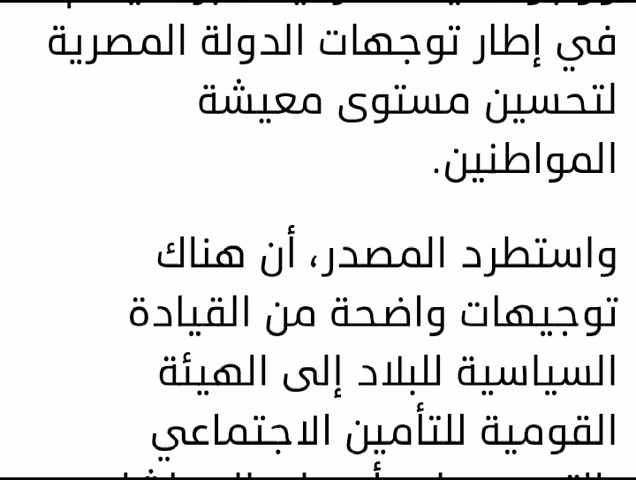 في إطار توجهات الدولة المصرية
لتحسين مستوى معيشة
المواطنين.
واستطرد المصدر، أن هناك
توجيهات واضحة من القيادة
السياسية للبلاد إلى الهيئة
القومية للتأمين الاجتماعي